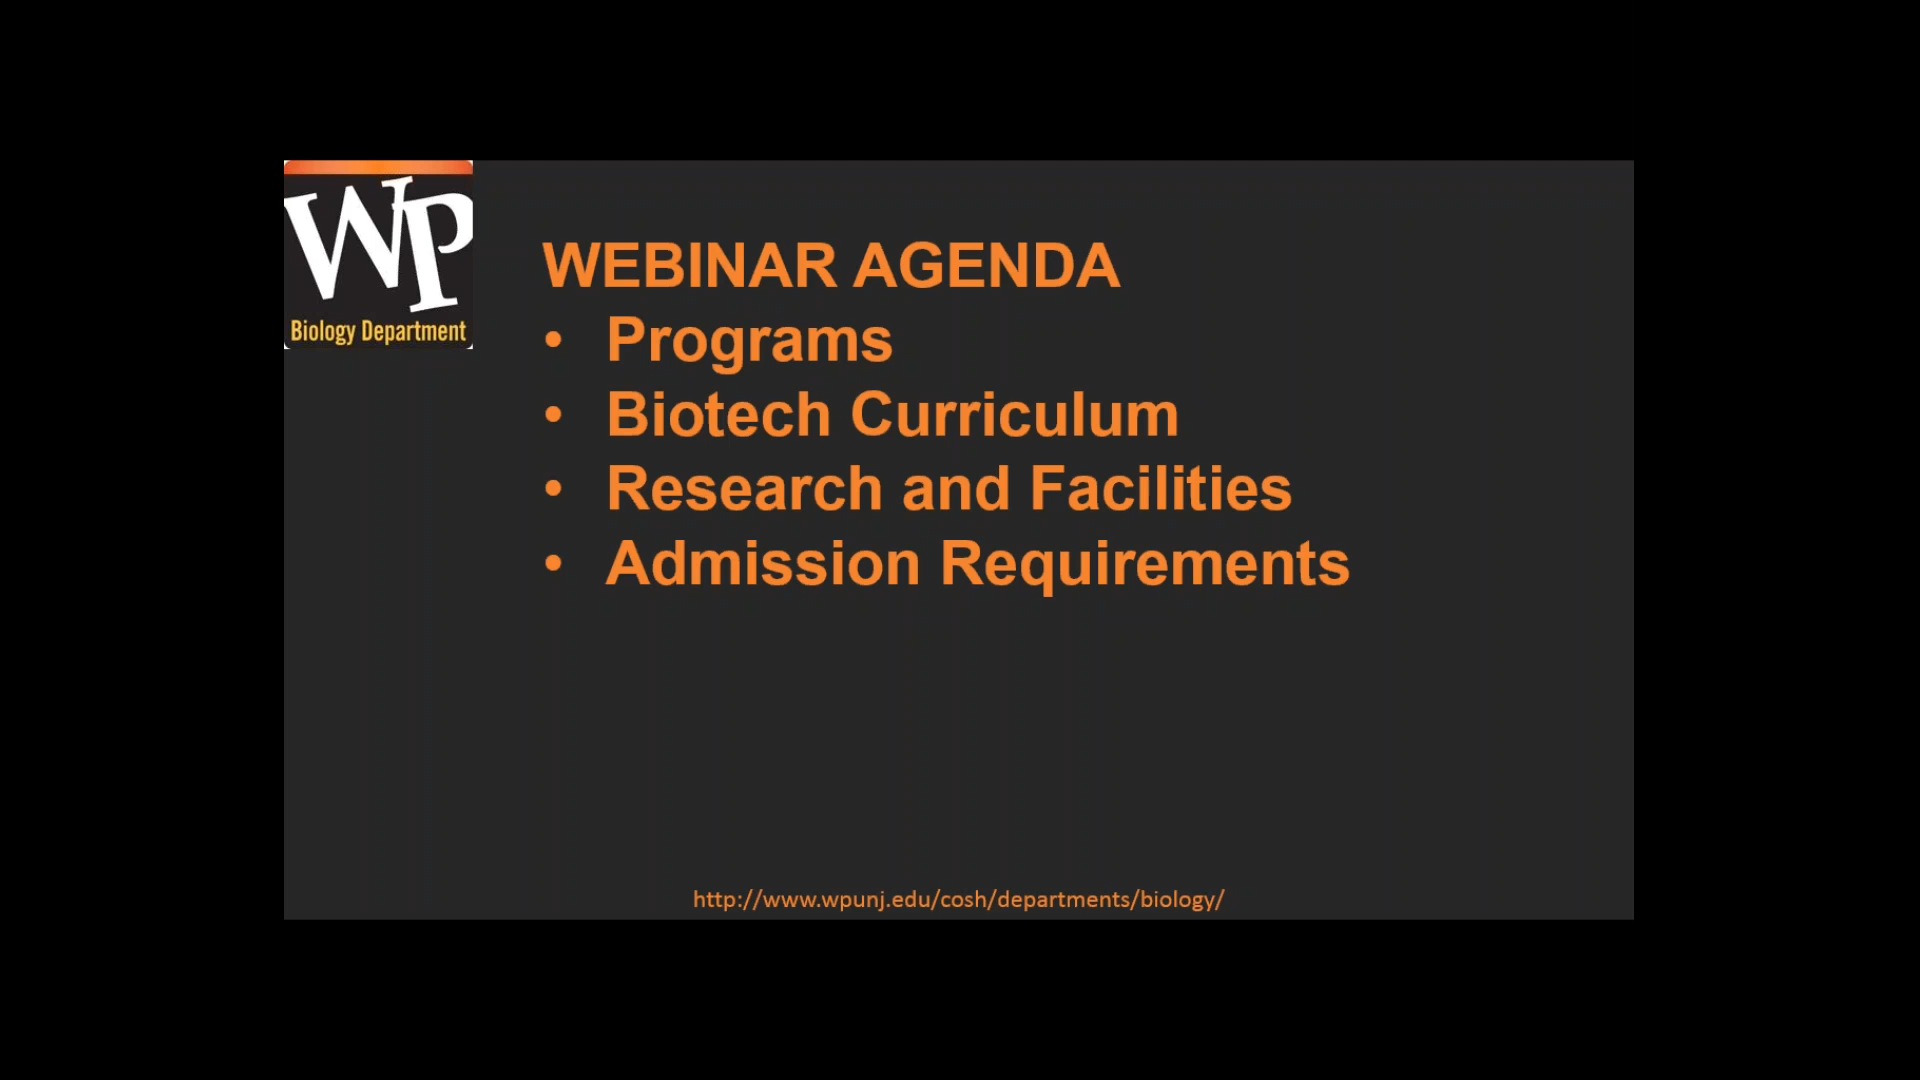 WP
Biology Department
WEBINAR AGENDA
• Programs
• Biotech Curriculum
• Research and Facilities
• Admission Requirements
http://www.wpunj.edu/cosh/departments/biology/